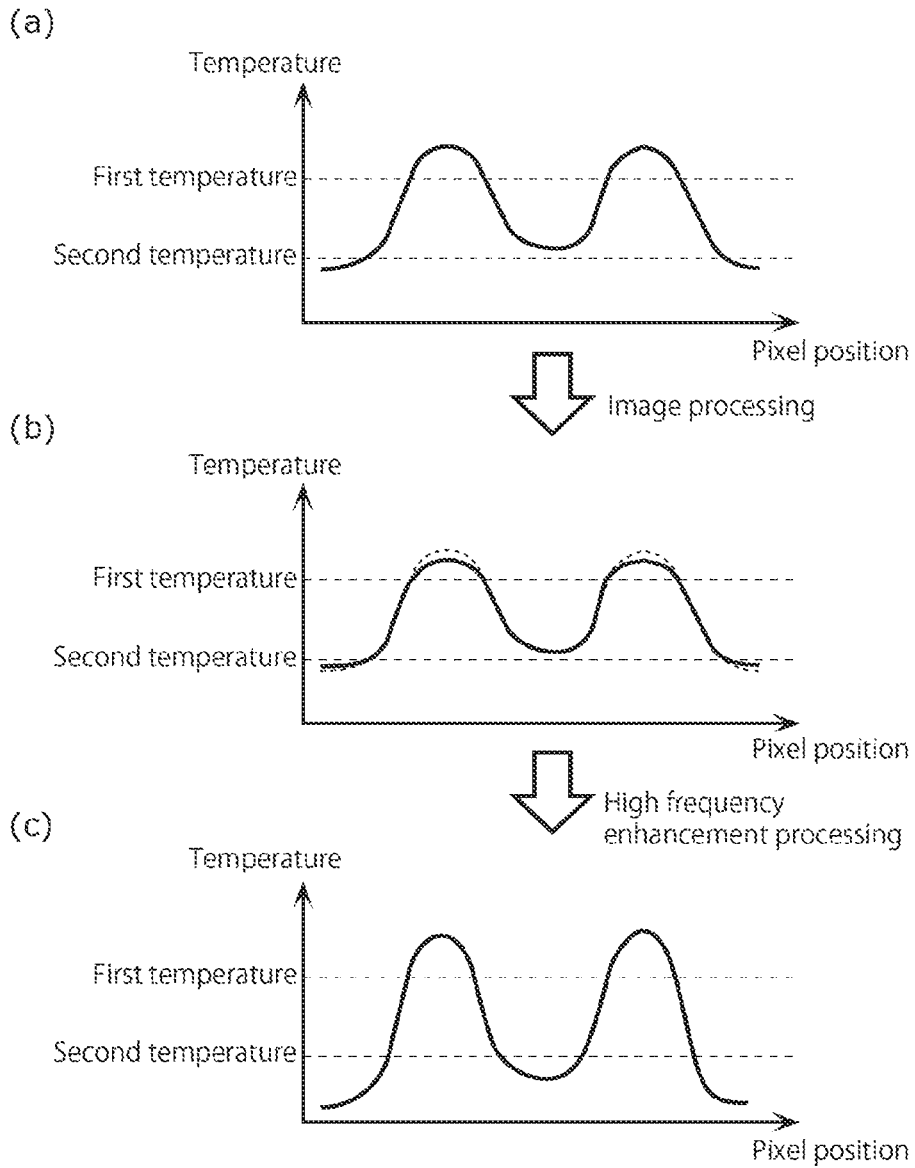 (a)
Temperature
First temperature
Second temperature
Pixel position
Image processing
(b)
Temperature
First temperature
Second temperature
Pixel position
High frequency
enhancement processing
(c)
Temperature
First temperature
Second temperature
Pixel position